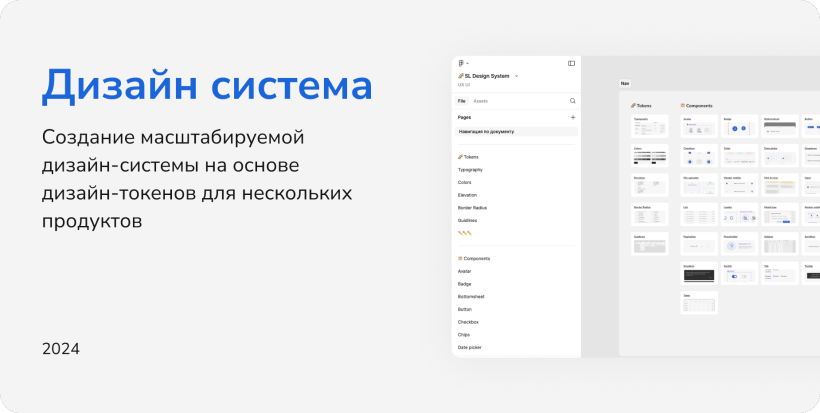 Дизайн система
Создание масштабируемой
дизайн-системы на основе
дизайн-токенов для нескольких
продуктов
2024
SL Design System
UX UI
File Assets
Pages
Навигация по документу
Tokens
Typography
Colors
Elevation
Border Radius
Guidlines
Components
Avatar
Badge
Bottomsheet
Button
Checkbox
Chips
Date picker
Nav
Tokens
Components